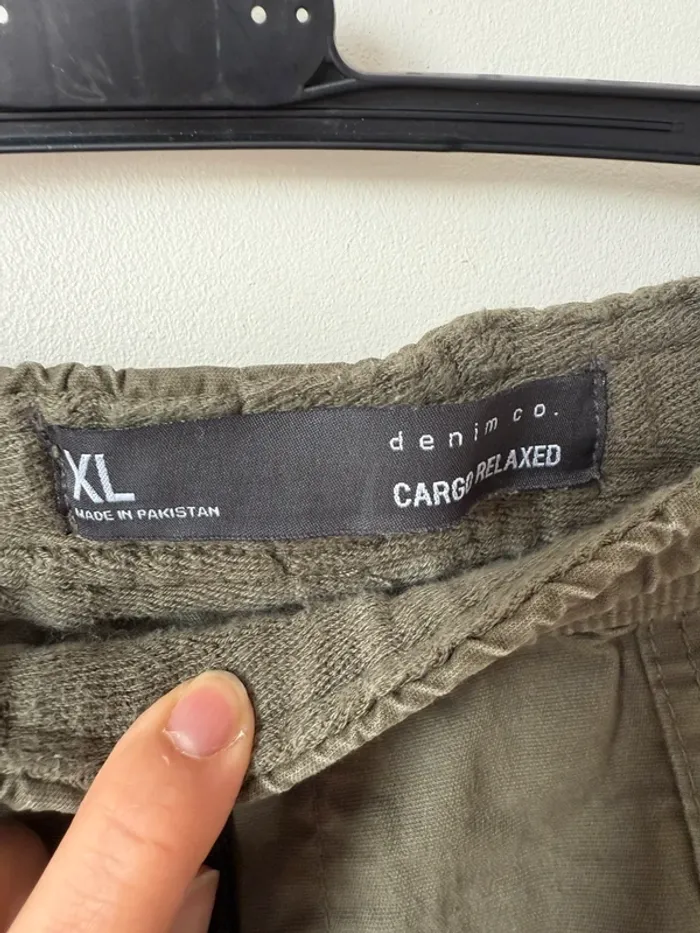 denim co.
CARGO RELAXED
XL
MADE IN PAKISTAN